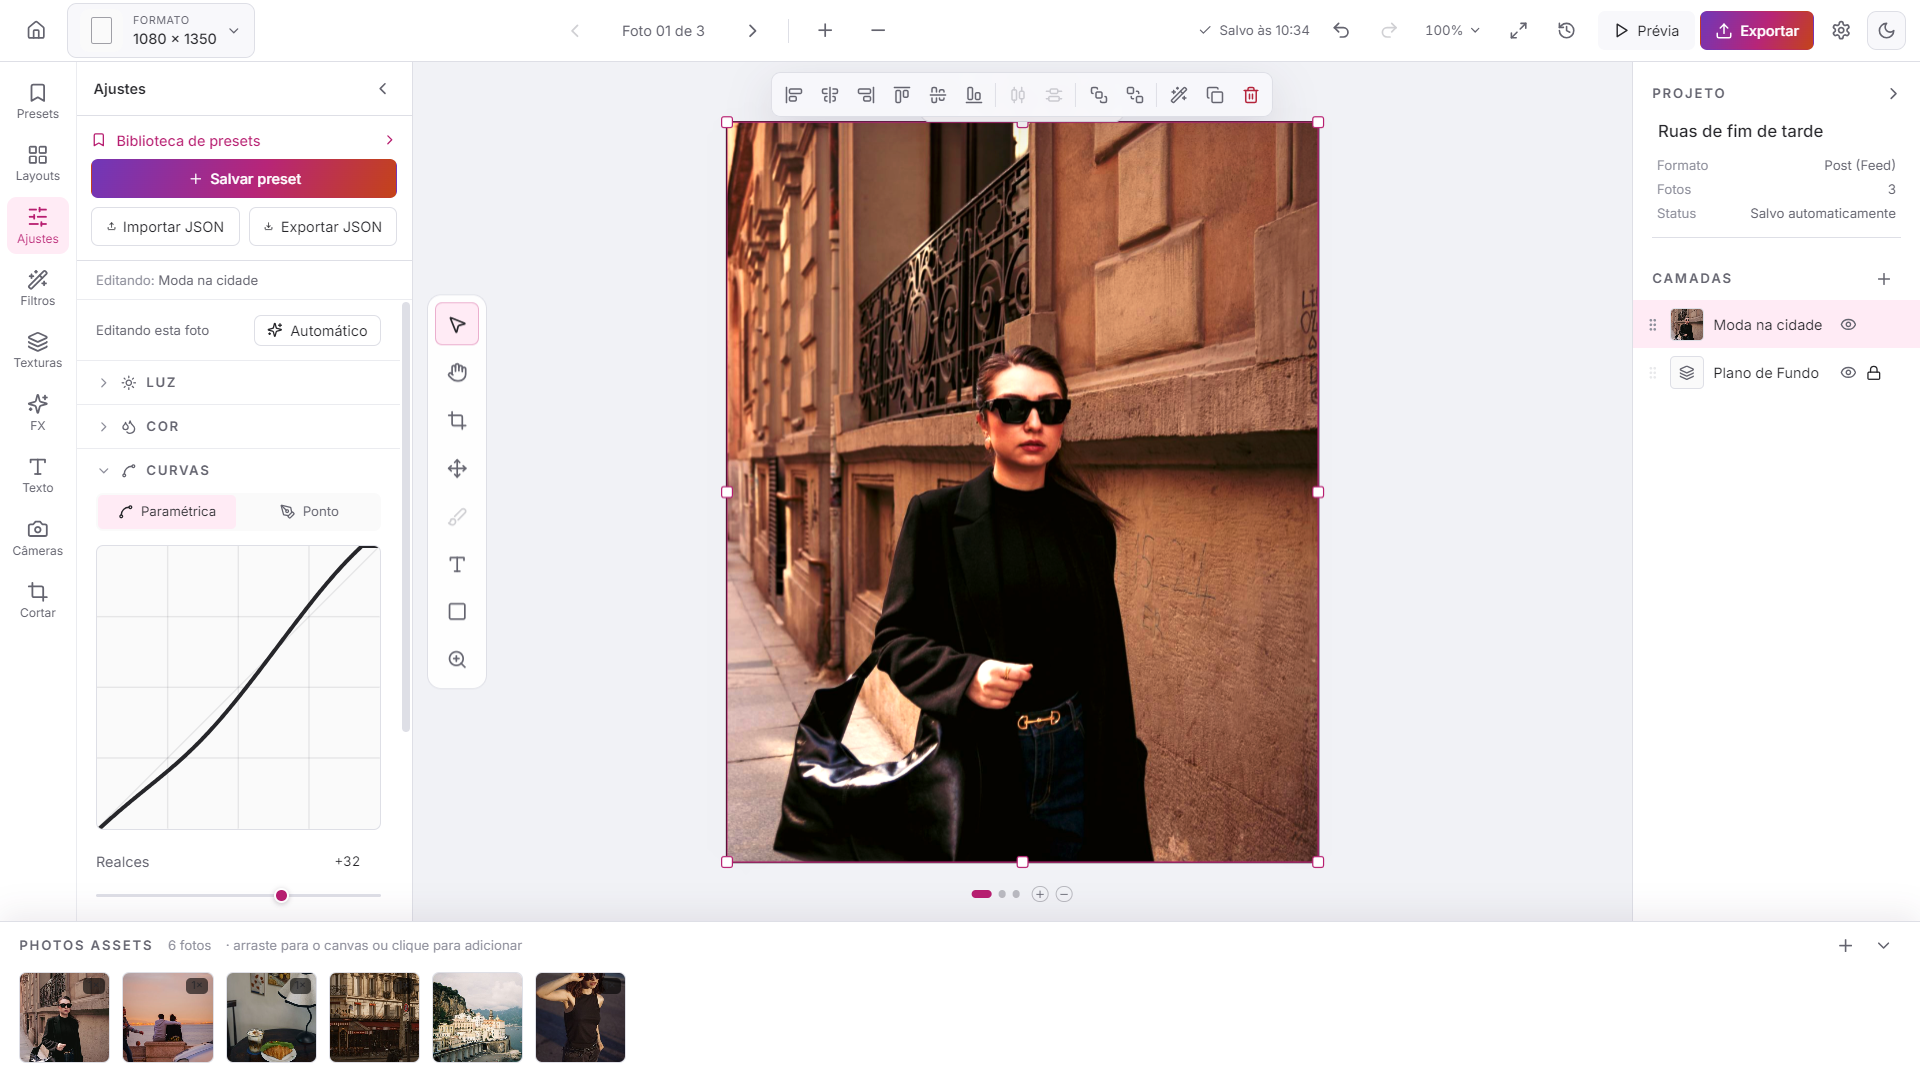 FORMATO
1080 × 1350
Foto 01 de 3
Salvo às 10:34
100%
Prévia
Exportar
Presets
Layouts
Ajustes
Filtros
Texturas
FX
Texto
Câmeras
Cortar
Ajustes
Biblioteca de presets
+ Salvar preset
Importar JSON
Exportar JSON
Editando: Moda na cidade
Editando esta foto
Automático
LUZ
COR
CURVAS
Paramétrica
Ponto
Realces
+32
PROJETO
Ruas de fim de tarde
Formato
Post (Feed)
Fotos
3
Status
Salvo automaticamente
CAMADAS
Moda na cidade
Plano de Fundo
PHOTOS ASSETS
6 fotos
· arraste para o canvas ou clique para adicionar